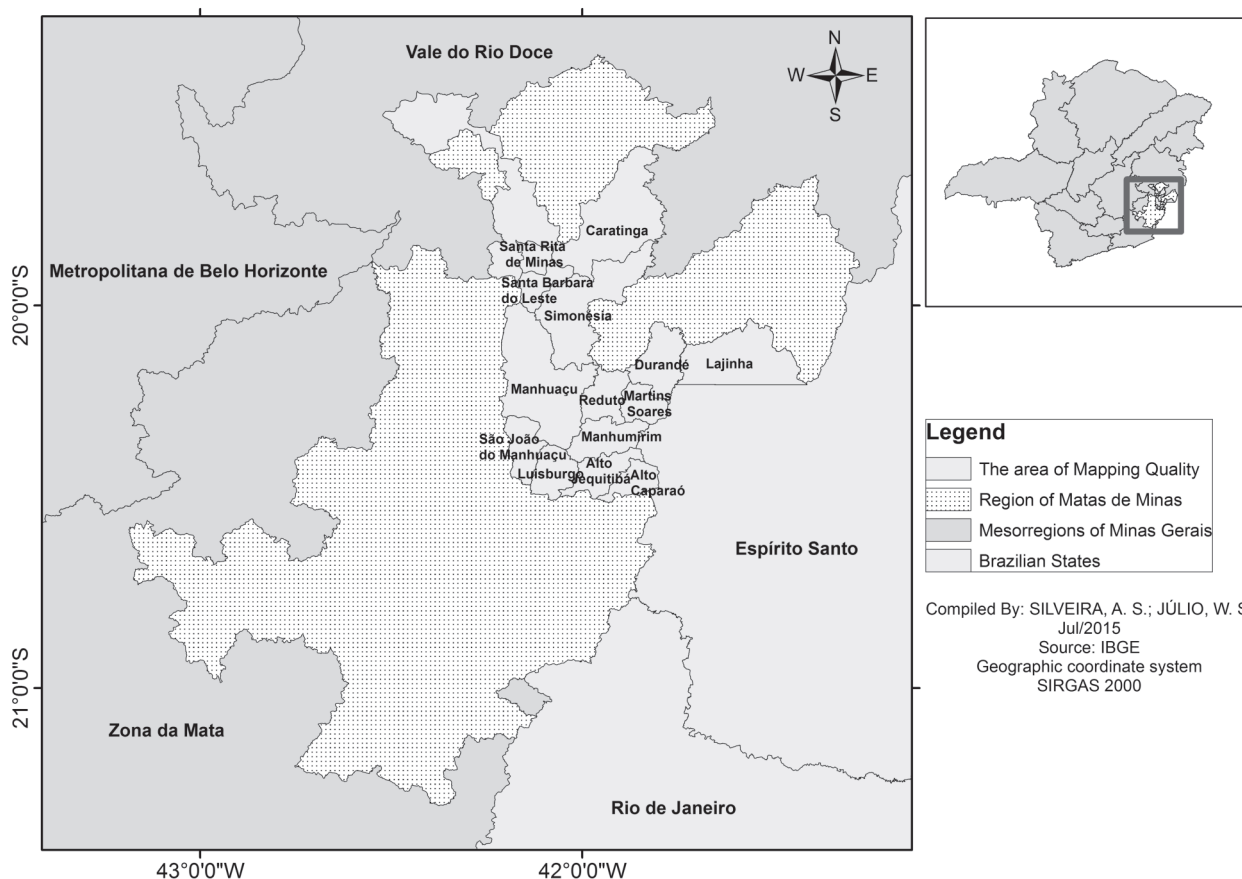 Vale do Rio Doce
N
W
E
S
Caratinga
Santa Rita
de Minas
Metropolitana de Belo Horizonte
Santa Barbara
do Leste
Simonésia
Durandé
Lajinha
Manhuaçu
Reduto
Martins
Soares
São João
do Manhuaçu
Manhumirim
Luisburgo
Alto
Jequitibá
Alto
Caparaó
Espírito Santo
Zona da Mata
Rio de Janeiro
20°0'0"S
21°0'0"S
43°0'0"W
42°0'0"W
Legend
The area of Mapping Quality
Region of Matas de Minas
Mesorregions of Minas Gerais
Brazilian States
Compiled By: SILVEIRA, A. S.; JÚLIO, W. S
Jul/2015
Source: IBGE
Geographic coordinate system
SIRGAS 2000